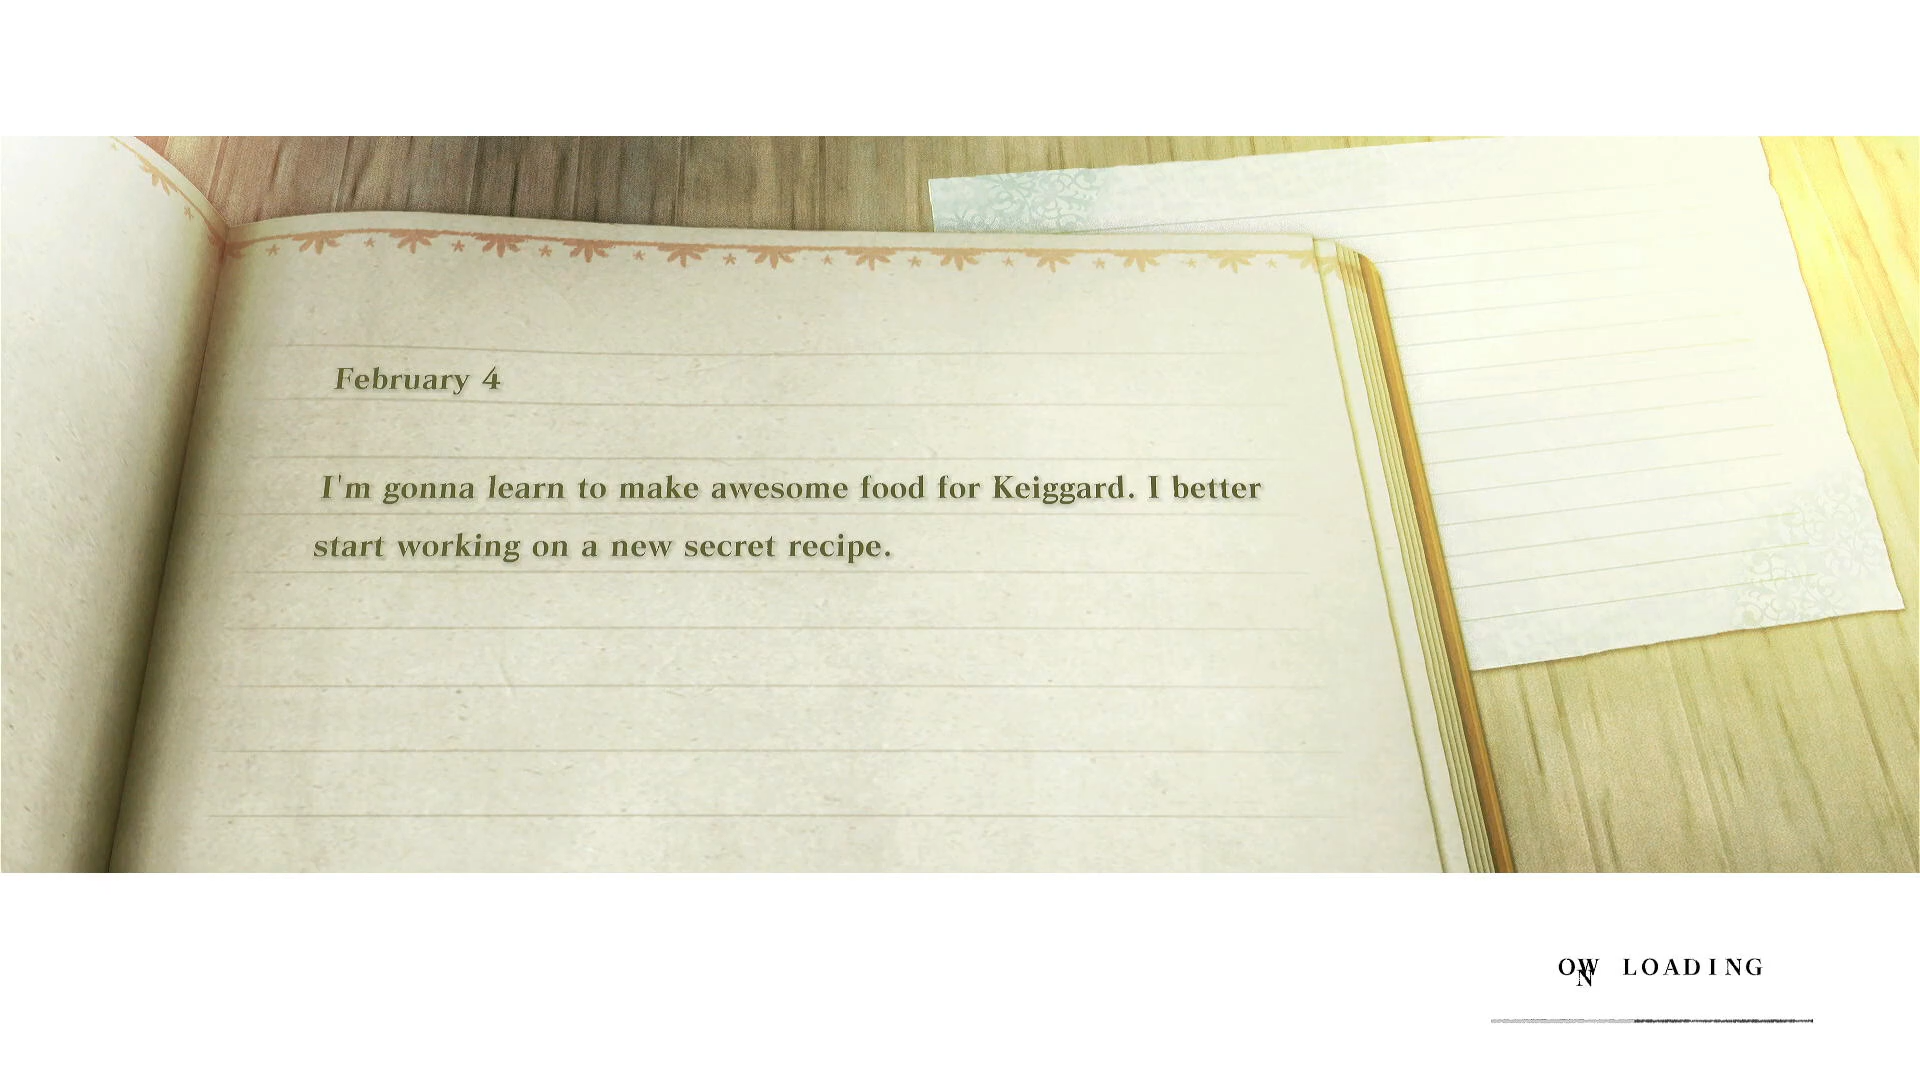 February 4
I'm gonna learn to make awesome food for Keiggard. I better
start working on a new secret recipe.
NOW LOADING